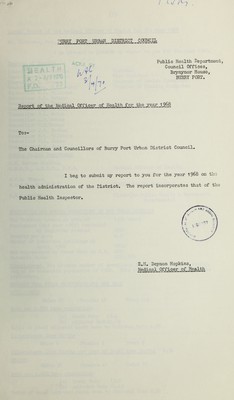 BURRY PORT URBAN DISTRICT COUNCIL
Public Health Department,
Council Offices,
Brynymor House,
BURRY PORT.
Report of the Medical Officer of Health for the year 1968
To:-
The Chairman and Councillors of Burry Port Urban District Council.
I beg to submit my report to you for the year 1968 on the
health administration of the District. The report incorporates that of the
Public Health Inspector.
Hopkins,
Medical Officer of Health